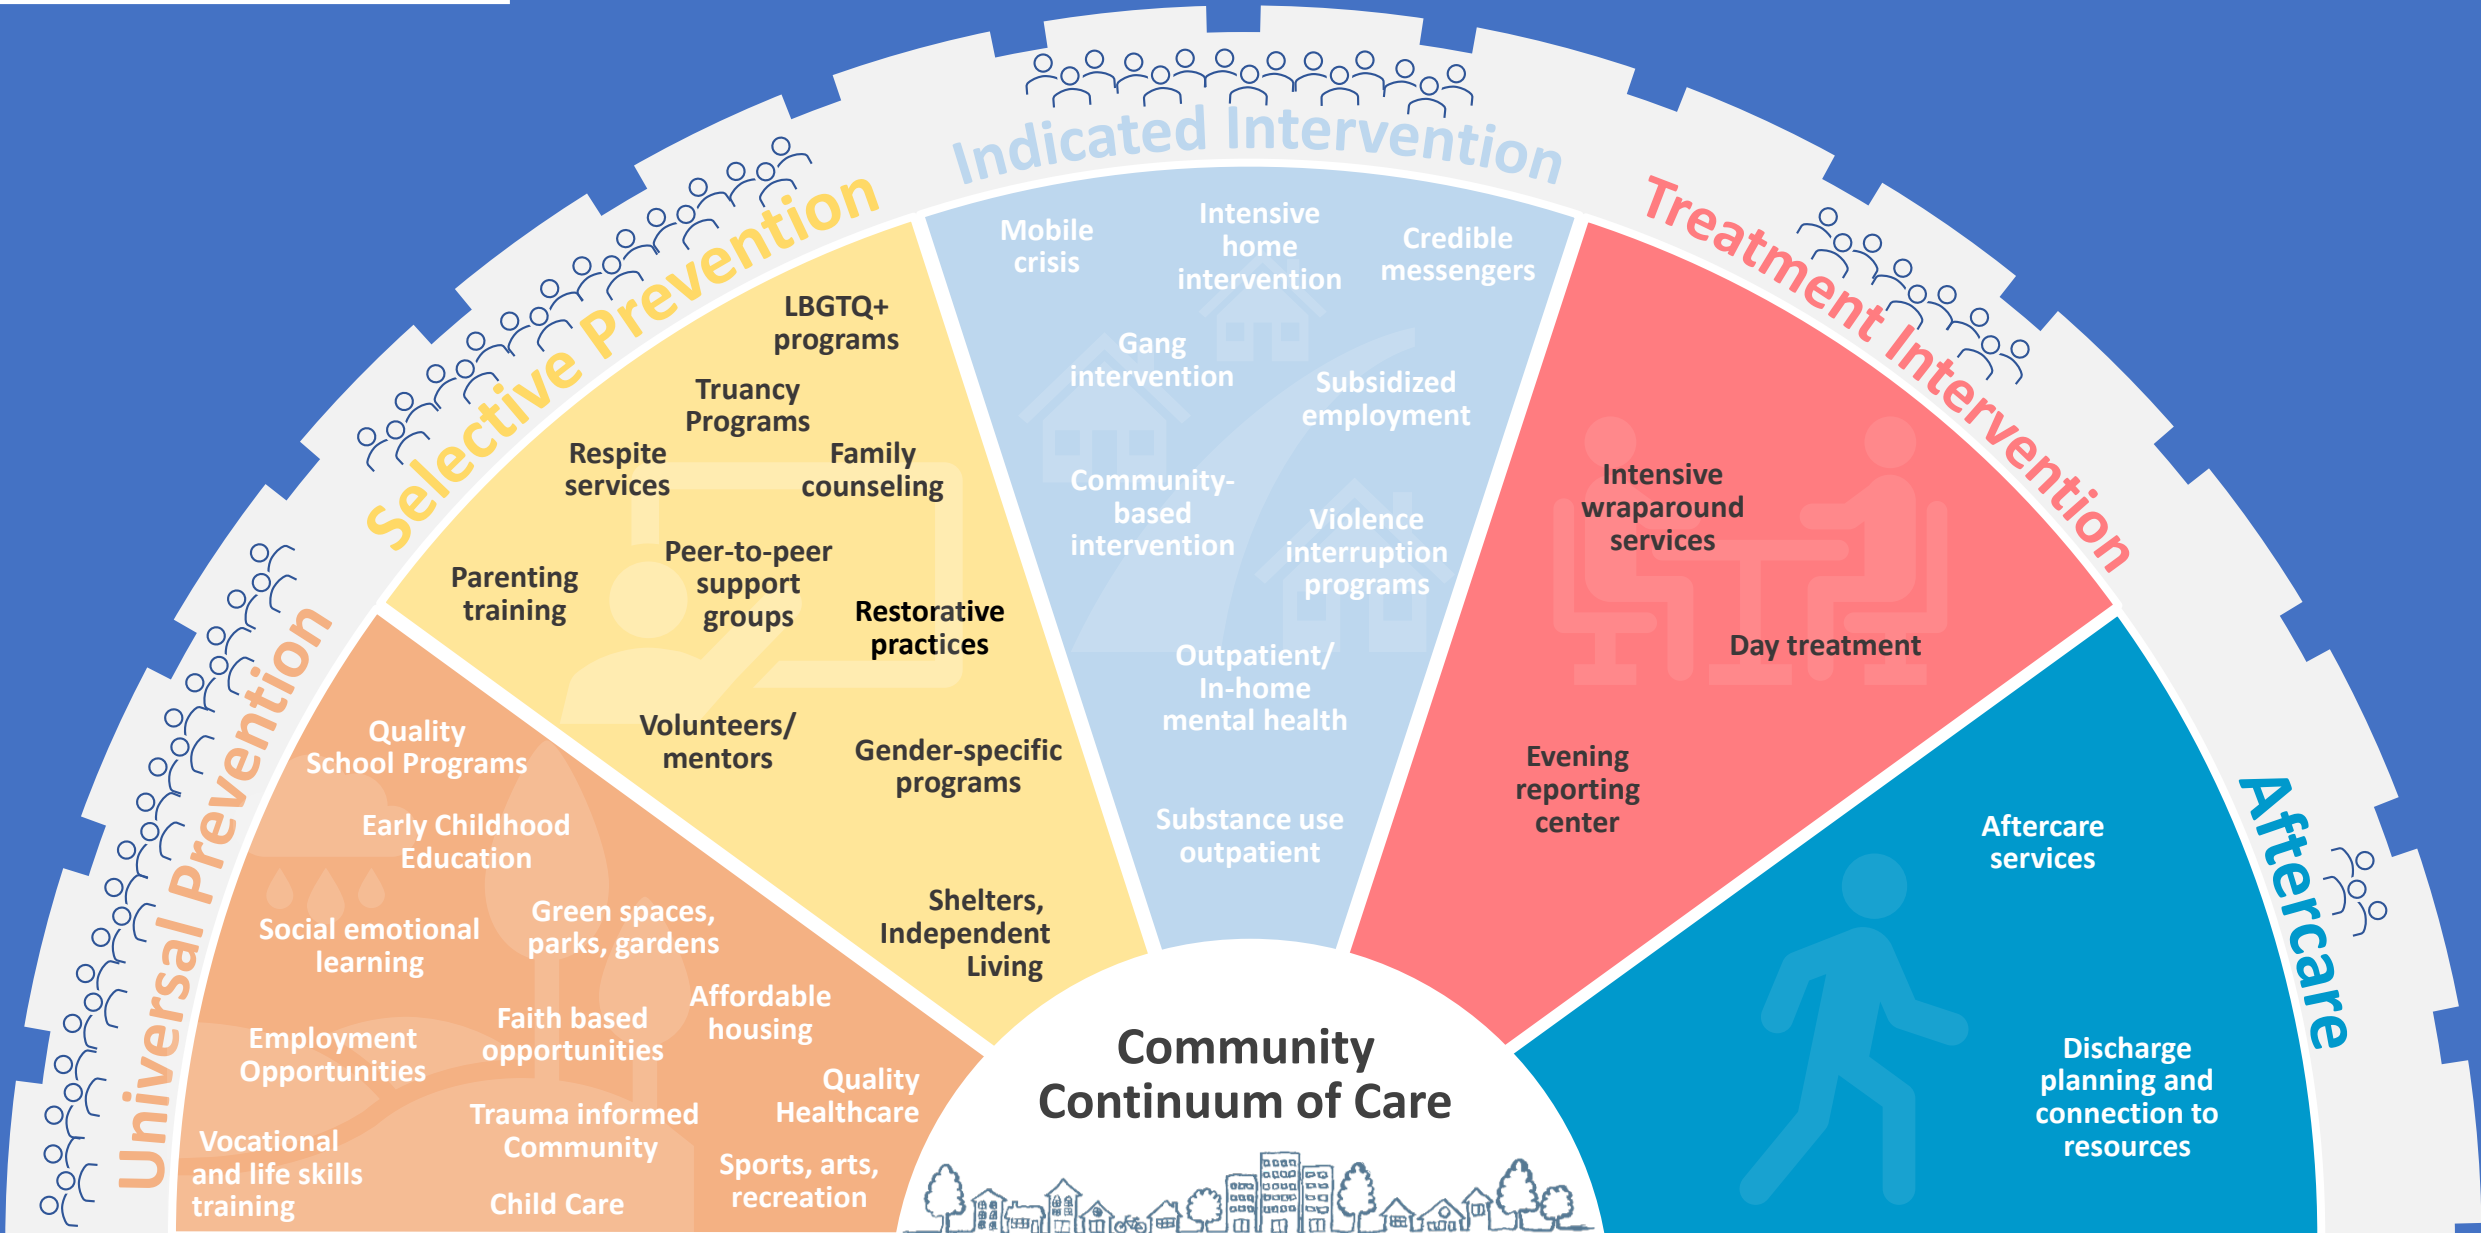 Universal Prevention
Quality
School Programs
Early Childhood
Education
Social emotional
learning
Green spaces,
parks, gardens
Affordable
housing
Employment
Opportunities
Faith based
opportunities
Quality
Healthcare
Vocational
and life skills
training
Trauma informed
Community
Sports, arts,
recreation
Child Care
Selective Prevention
LBGTQ+
programs
Truancy
Programs
Respite
services
Family
counseling
Parenting
training
Peer-to-peer
support
groups
Restorative
practices
Volunteers/
mentors
Gender-specific
programs
Shelters,
Independent
Living
Indicated Intervention
Mobile
crisis
Intensive
home
intervention
Credible
messengers
Gang
intervention
Subsidized
employment
Community-
based
intervention
Violence
interruption
programs
Outpatient/
In-home
mental health
Substance use
outpatient
Treatment Intervention
Intensive
wraparound
services
Day treatment
Evening
reporting
center
Aftercare
Aftercare
services
Discharge
planning and
connection to
resources
Community
Continuum of Care